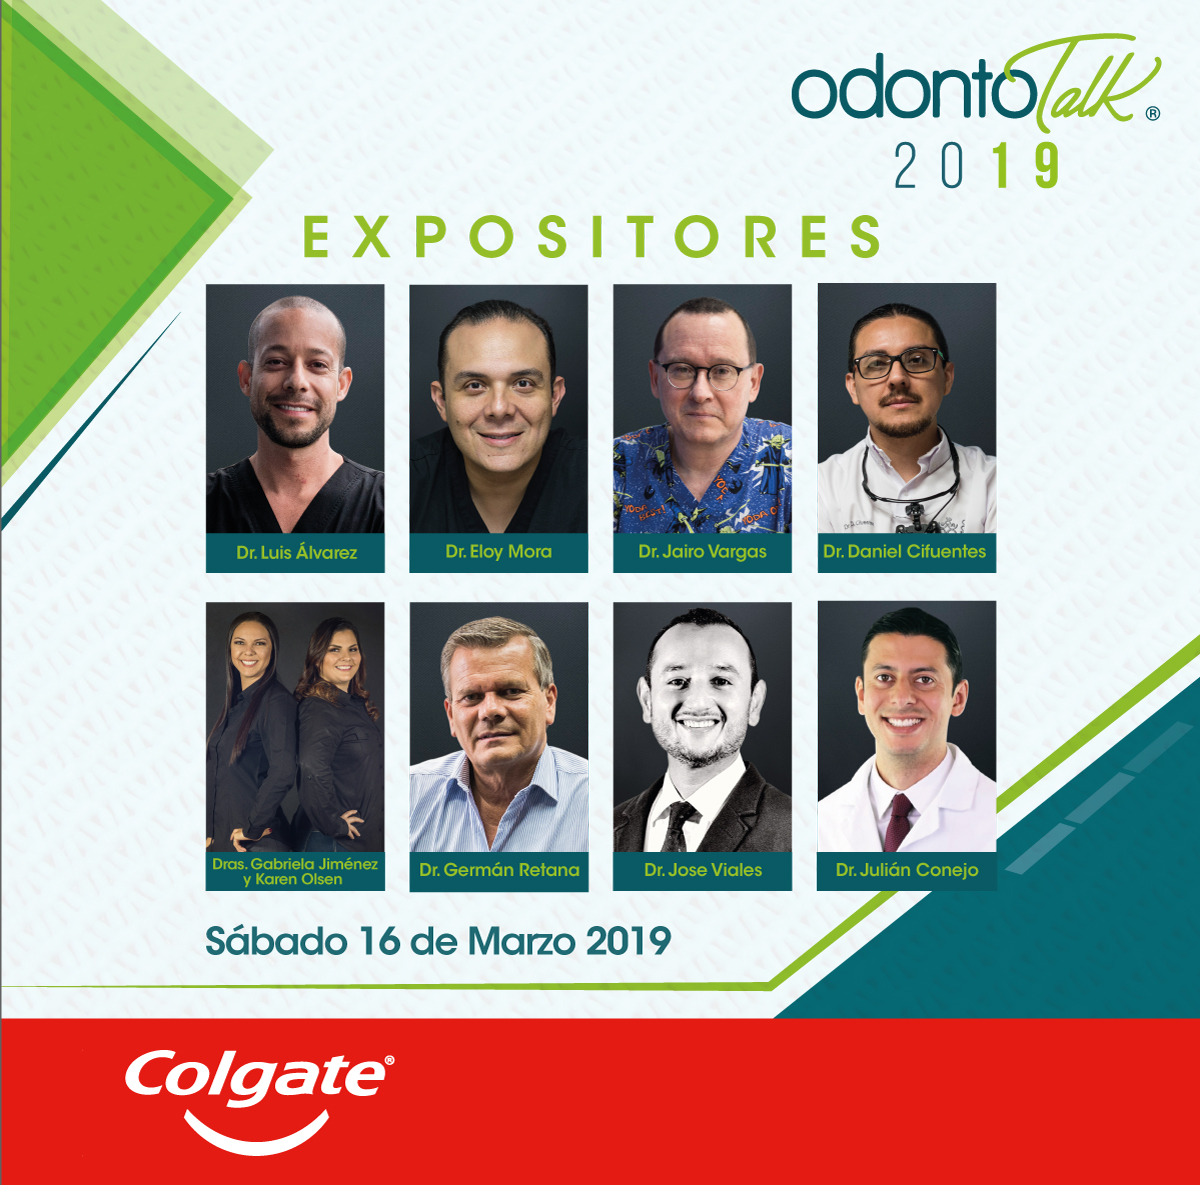 odontoTalk®
2019
EXPOSITORES
Dr. Luis Álvarez
Dr. Eloy Mora
Dr. Jairo Vargas
Dr. Daniel Cifuentes
Dras. Gabriela Jiménez
y Karen Olsen
Dr. Germán Retana
Dr. Jose Viales
Dr. Julián Conejo
Sábado 16 de Marzo 2019
Colgate®